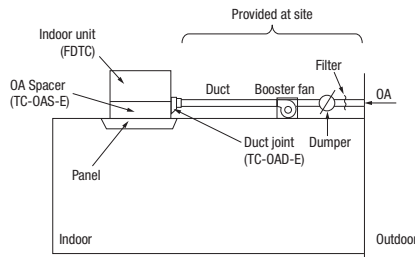 Provided at site
Indoor unit
(FDTC)
Filter
OA Spacer
(TC-OAS-E)
Duct
Booster fan
OA
Duct joint
(TC-OAD-E)
Dumper
Panel
Indoor
Outdoor